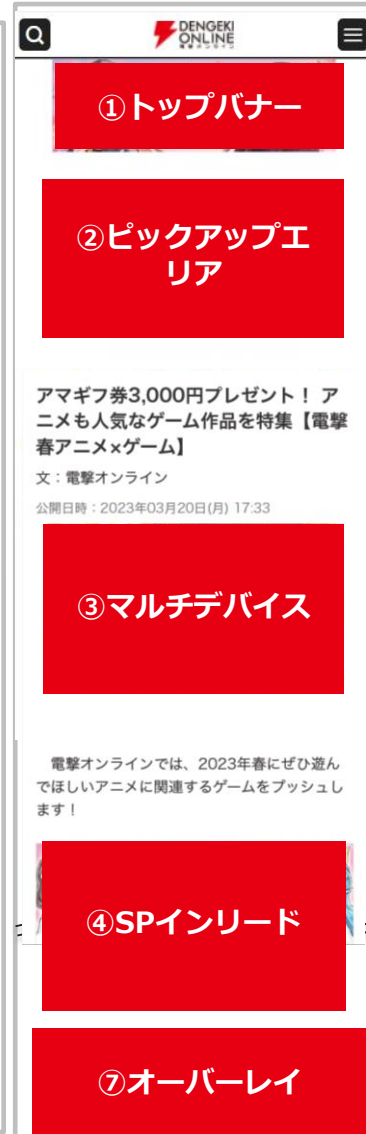 DENGEKI
ONLINE
電撃オンライン
①トップバナー
②ピックアップエ
リア
アマギフ券3,000円プレゼント！ ア
ニメも人気なゲーム作品を特集【電撃
春アニメ×ゲーム】
文：電撃オンライン
公開日時：2023年03月20日(月) 17:33
③マルチデバイス
電撃オンラインでは、2023年春にぜひ遊ん
でほしいアニメに関連するゲームをプッシュし
ます！
④SPインリード
⑦オーバーレイ